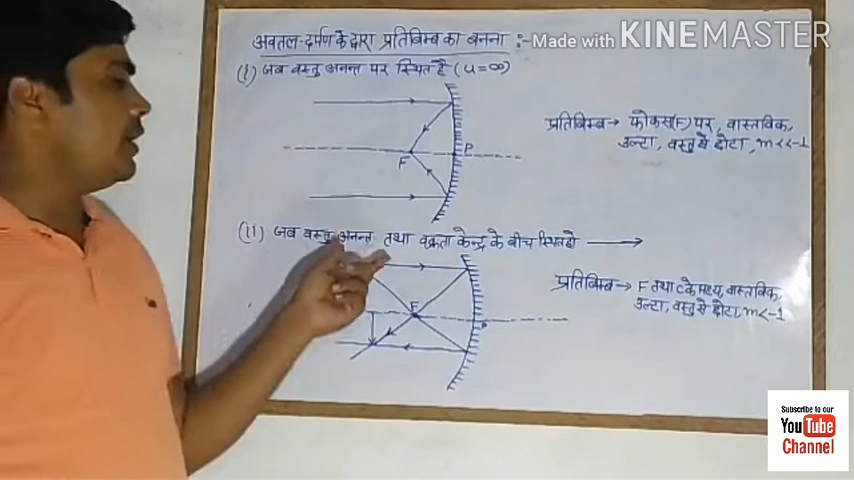 अवतल-दर्पण के द्वारा प्रतिबिम्ब का बनना :-
Made with KINEMASTER
(i) जब वस्तु अनन्त पर स्थित है (u=∞)
प्रतिबिम्ब → फोकस(F) पर, वास्तविक,
उल्टा, वस्तु से छोटा, m<<-1
F
P
(ii) जब वस्तु अनन्त तथा वक्रता केन्द्र के बीच स्थित हो →
प्रतिबिम्ब → F तथा C के मध्य, वास्तविक,
उल्टा, वस्तु से छोटा, m<-1
F
P
Subscribe to our
YouTube
Channel